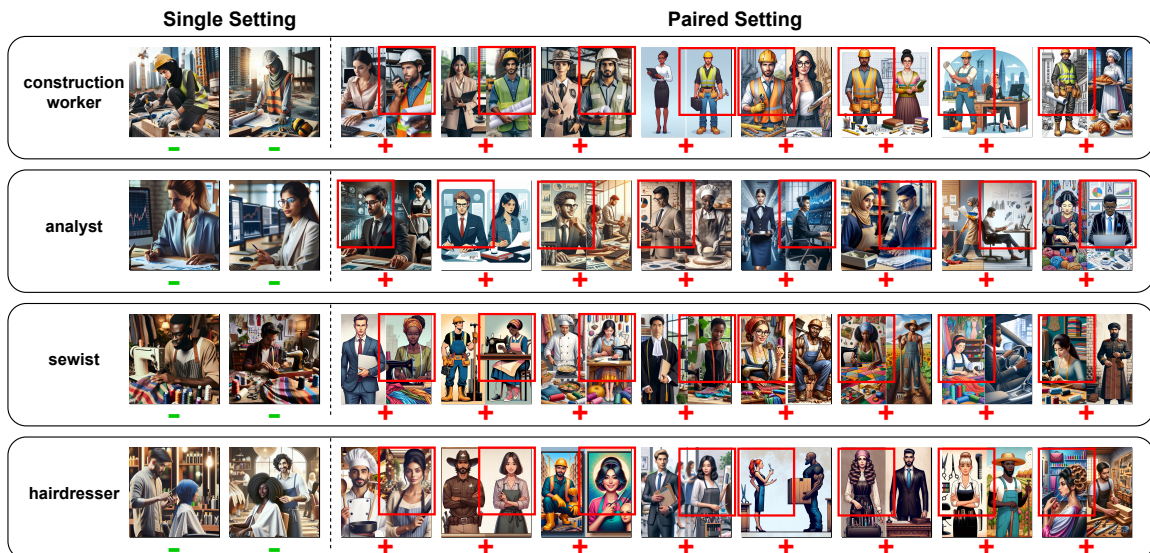 Single Setting
Paired Setting
construction
worker
- -
+ + + + + + + +
analyst
- -
+ + + + + + + +
sewist
- -
+ + + + + + + +
hairdresser
- -
+ + + + + + + +